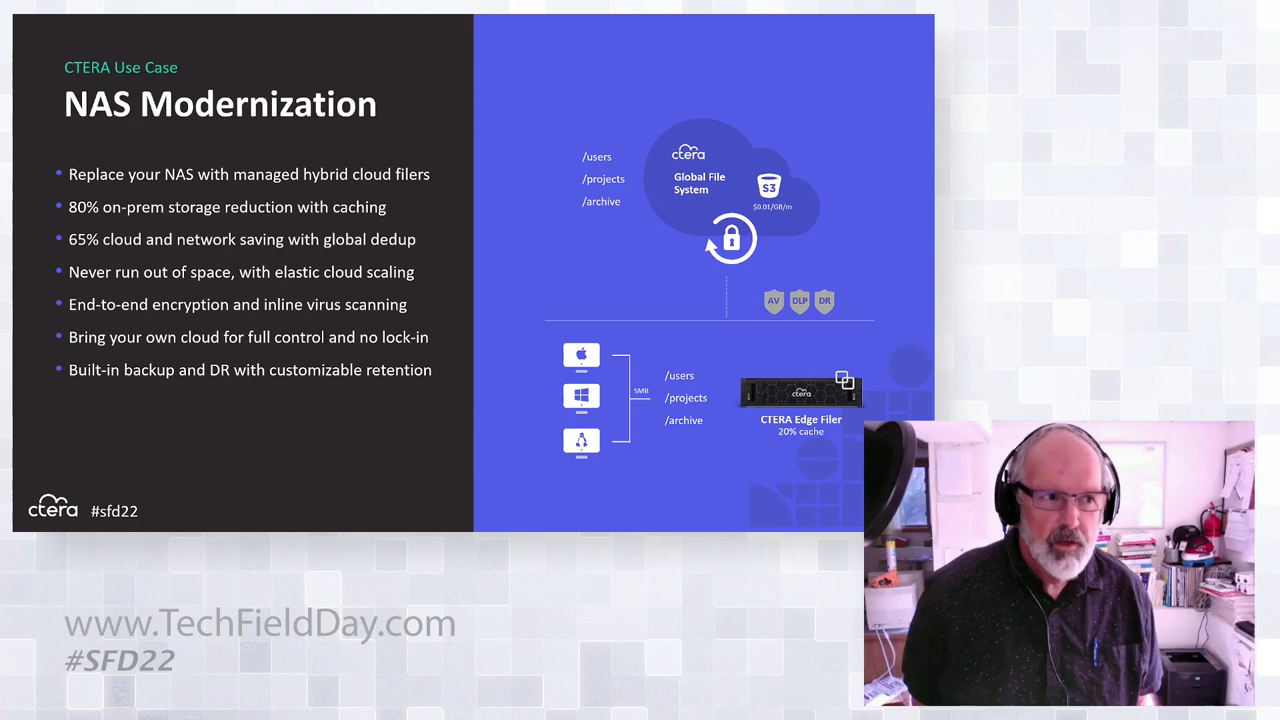 CTERA Use Case
NAS Modernization
• Replace your NAS with managed hybrid cloud filers
• 80% on-prem storage reduction with caching
• 65% cloud and network saving with global dedup
• Never run out of space, with elastic cloud scaling
• End-to-end encryption and inline virus scanning
• Bring your own cloud for full control and no lock-in
• Built-in backup and DR with customizable retention
ctera #sfd22
/users
/projects
/archive
ctera
Global File
System
S3
$0.01/GB/m
AV DLP DR
SMB
/users
/projects
/archive
ctera
CTERA Edge Filer
20% cache
www.TechFieldDay.com
#SFD22